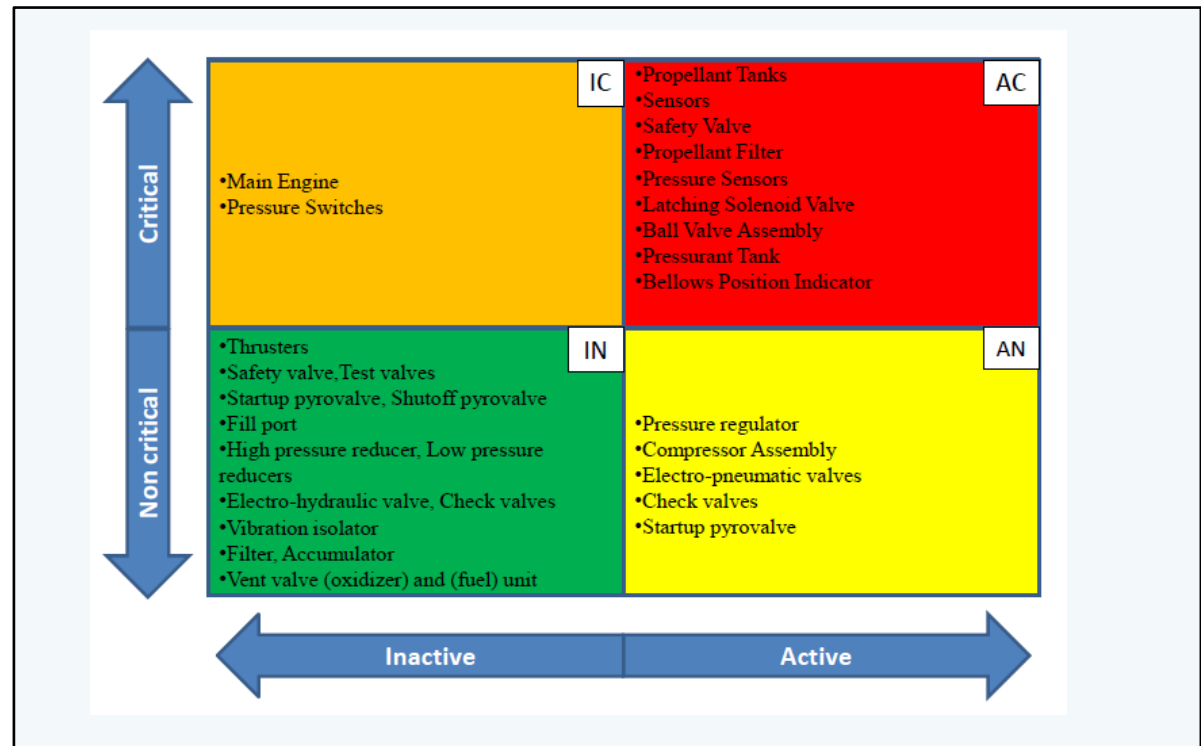 IC
•Main Engine
•Pressure Switches
AC
•Propellant Tanks
•Sensors
•Safety Valve
•Propellant Filter
•Pressure Sensors
•Latching Solenoid Valve
•Ball Valve Assembly
•Pressurant Tank
•Bellows Position Indicator
Critical
IN
•Thrusters
•Safety valve,Test valves
•Startup pyrovalve, Shutoff pyrovalve
•Fill port
•High pressure reducer, Low pressure
reducers
•Electro-hydraulic valve, Check valves
•Vibration isolator
•Filter, Accumulator
•Vent valve (oxidizer) and (fuel) unit
AN
•Pressure regulator
•Compressor Assembly
•Electro-pneumatic valves
•Check valves
•Startup pyrovalve
Non critical
Inactive
Active